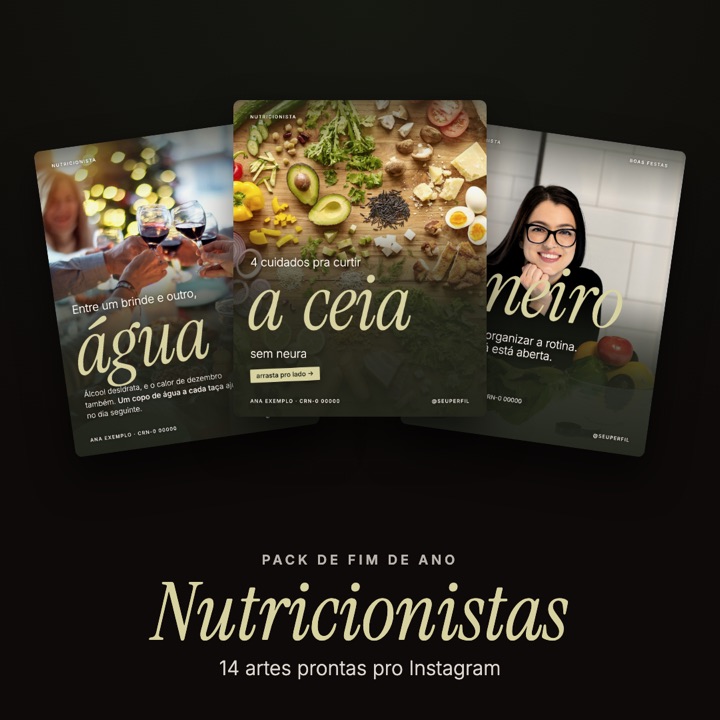 NUTRICIONISTA
Entre um brinde e outro,
água
Álcool desidrata, e o calor de dezembro
também. Um copo de água a cada taça
no dia seguinte.
ANA EXEMPLO · CRN-0 00000
NUTRICIONISTA
4 cuidados pra curtir
a ceia
sem neura
arrasta pro lado →
ANA EXEMPLO · CRN-0 00000
@SEUPERFIL
BOAS FESTAS
neiro
organizar a rotina.
está aberta.
00000
@SEUPERFIL
PACK DE FIM DE ANO
Nutricionistas
14 artes prontas pro Instagram